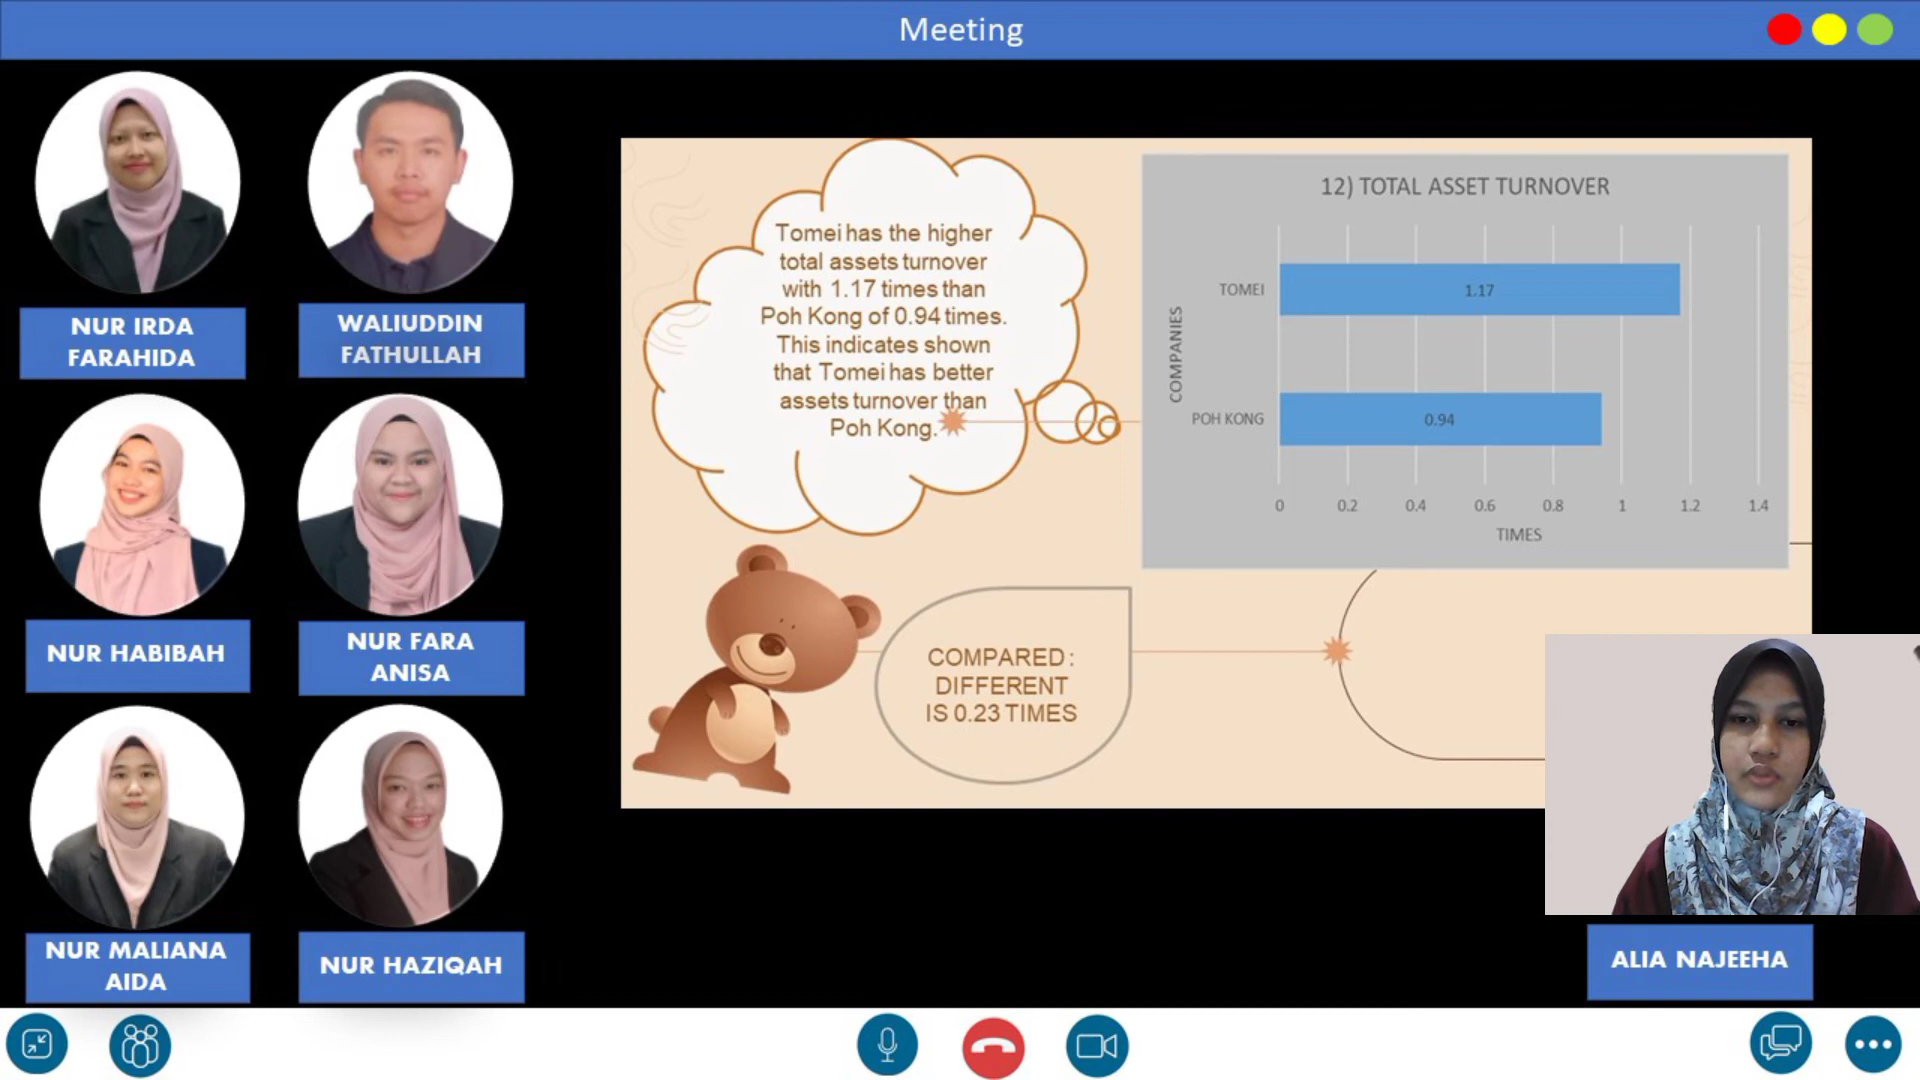 Meeting
NUR IRDA
FARAHIDA
WALIUDDIN
FATHULLAH
NUR HABIBAH
NUR FARA
ANISA
NUR MALIANA
AIDA
NUR HAZIQAH
Tomei has the higher
total assets turnover
with 1.17 times than
Poh Kong of 0.94 times.
This indicates shown
that Tomei has better
assets turnover than
Poh Kong.
12) TOTAL ASSET TURNOVER
COMPANIES
TOMEI
1.17
POH KONG
0.94
0 0.2 0.4 0.6 0.8 1 1.2 1.4
TIMES
COMPARED :
DIFFERENT
IS 0.23 TIMES
ALIA NAJEEHA